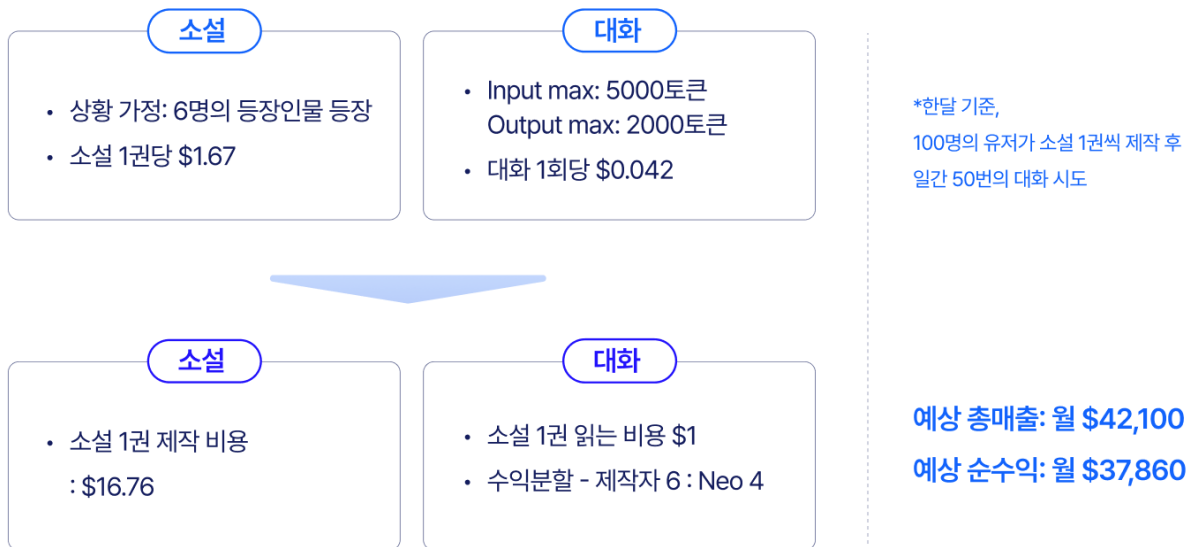 소설
• 상황 가정: 6명의 등장인물 등장
• 소설 1권당 $1.67
대화
• Input max: 5000토큰
Output max: 2000토큰
• 대화 1회당 $0.042
*한달 기준,
100명의 유저가 소설 1권씩 제작 후
일간 50번의 대화 시도
소설
• 소설 1권 제작 비용
: $16.76
대화
• 소설 1권 읽는 비용 $1
• 수익분할 - 제작자 6 : Neo 4
예상 총매출: 월 $42,100
예상 순수익: 월 $37,860